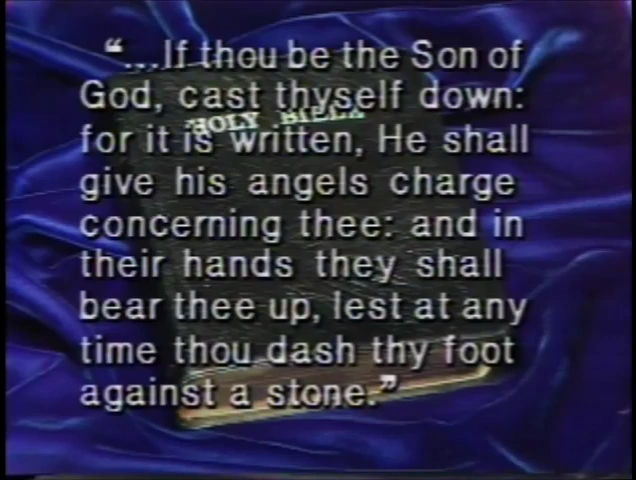 “...If thou be the Son of
God, cast thyself down:
for it is written, He shall
give his angels charge
concerning thee: and in
their hands they shall
bear thee up, lest at any
time thou dash thy foot
against a stone.”
HOLY BIBLE